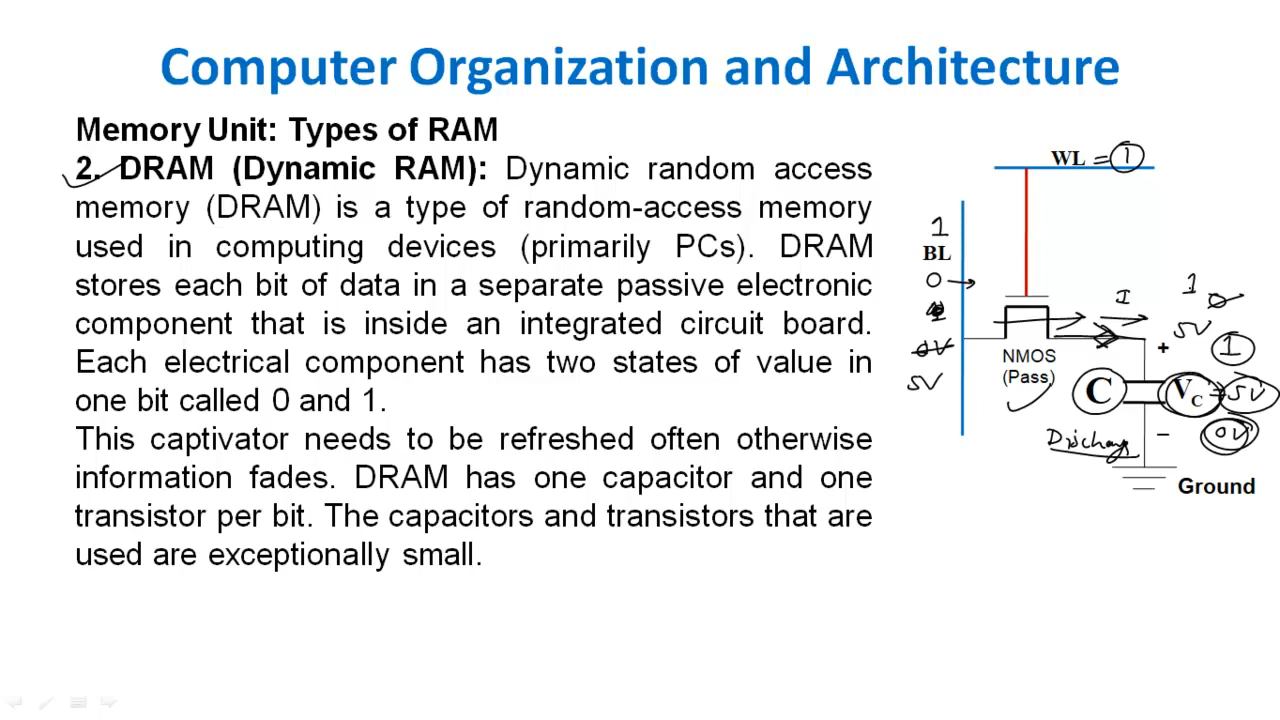 Computer Organization and Architecture
Memory Unit: Types of RAM
2. DRAM (Dynamic RAM): Dynamic random access
memory (DRAM) is a type of random-access memory
used in computing devices (primarily PCs). DRAM
stores each bit of data in a separate passive electronic
component that is inside an integrated circuit board.
Each electrical component has two states of value in
one bit called 0 and 1.
This captivator needs to be refreshed often otherwise
information fades. DRAM has one capacitor and one
transistor per bit. The capacitors and transistors that are
used are exceptionally small.
WL = 1
1
BL
0
0V
5V
NMOS
(Pass)
I
1 0
5V
+
1
C
VC = 5V
0V
Discharge
–
Ground